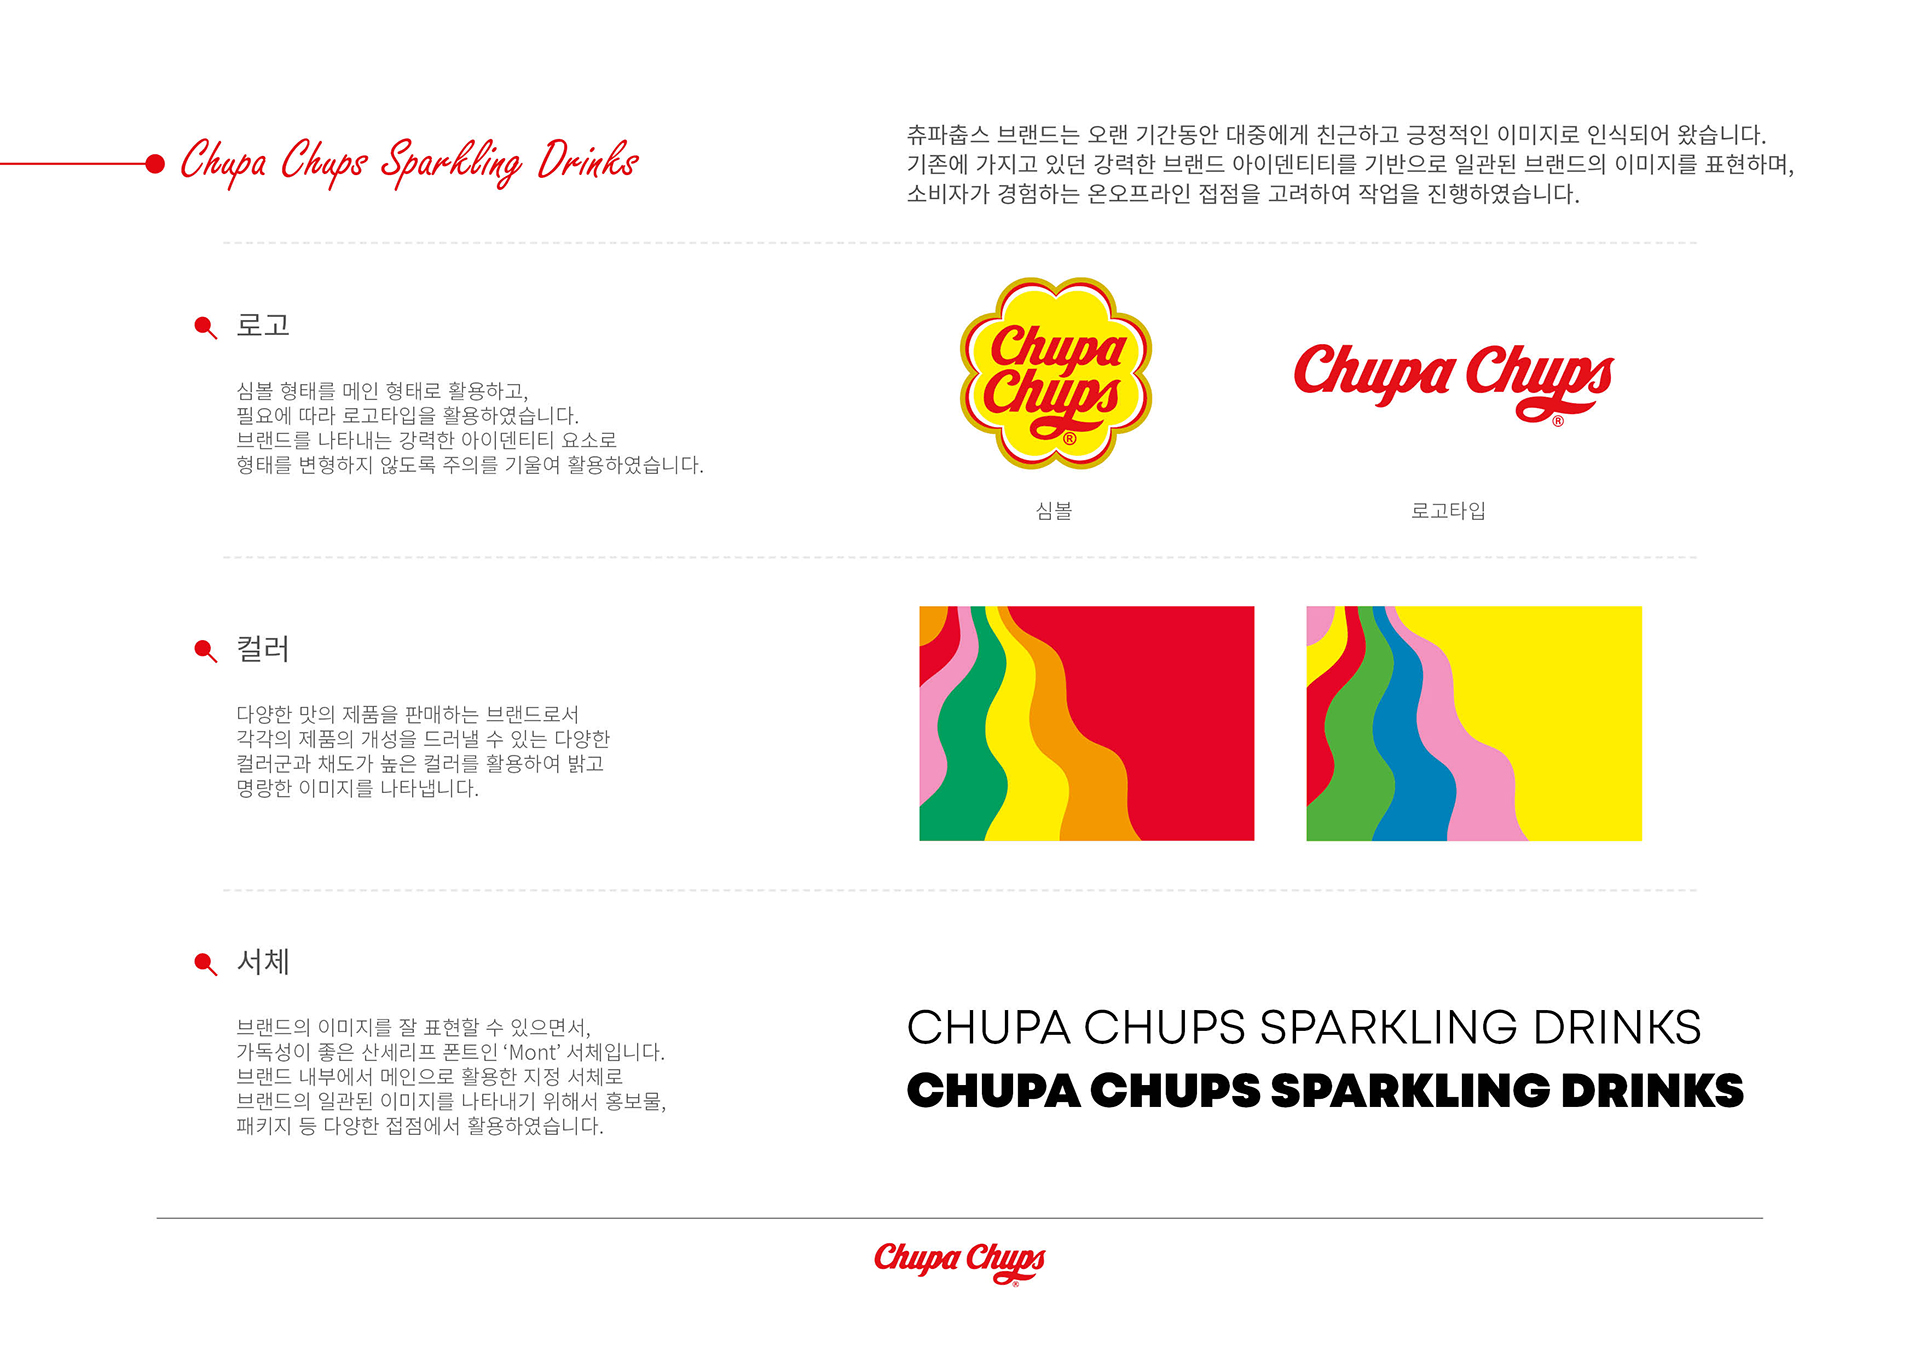 Chupa Chups Sparkling Drinks
츄파춥스 브랜드는 오랜 기간동안 대중에게 친근하고 긍정적인 이미지로 인식되어 왔습니다.
기존에 가지고 있던 강력한 브랜드 아이덴티티를 기반으로 일관된 브랜드의 이미지를 표현하며,
소비자가 경험하는 온오프라인 접점을 고려하여 작업을 진행하였습니다.
로고
심볼 형태를 메인 형태로 활용하고,
필요에 따라 로고타입을 활용하였습니다.
브랜드를 나타내는 강력한 아이덴티티 요소로
형태를 변형하지 않도록 주의를 기울여 활용하였습니다.
Chupa
Chups
®
심볼
Chupa Chups
®
로고타입
컬러
다양한 맛의 제품을 판매하는 브랜드로서
각각의 제품의 개성을 드러낼 수 있는 다양한
컬러군과 채도가 높은 컬러를 활용하여 밝고
명랑한 이미지를 나타냅니다.
서체
브랜드의 이미지를 잘 표현할 수 있으면서,
가독성이 좋은 산세리프 폰트인 ‘Mont’ 서체입니다.
브랜드 내부에서 메인으로 활용한 지정 서체로
브랜드의 일관된 이미지를 나타내기 위해서 홍보물,
패키지 등 다양한 접점에서 활용하였습니다.
CHUPA CHUPS SPARKLING DRINKS
CHUPA CHUPS SPARKLING DRINKS
Chupa Chups
®